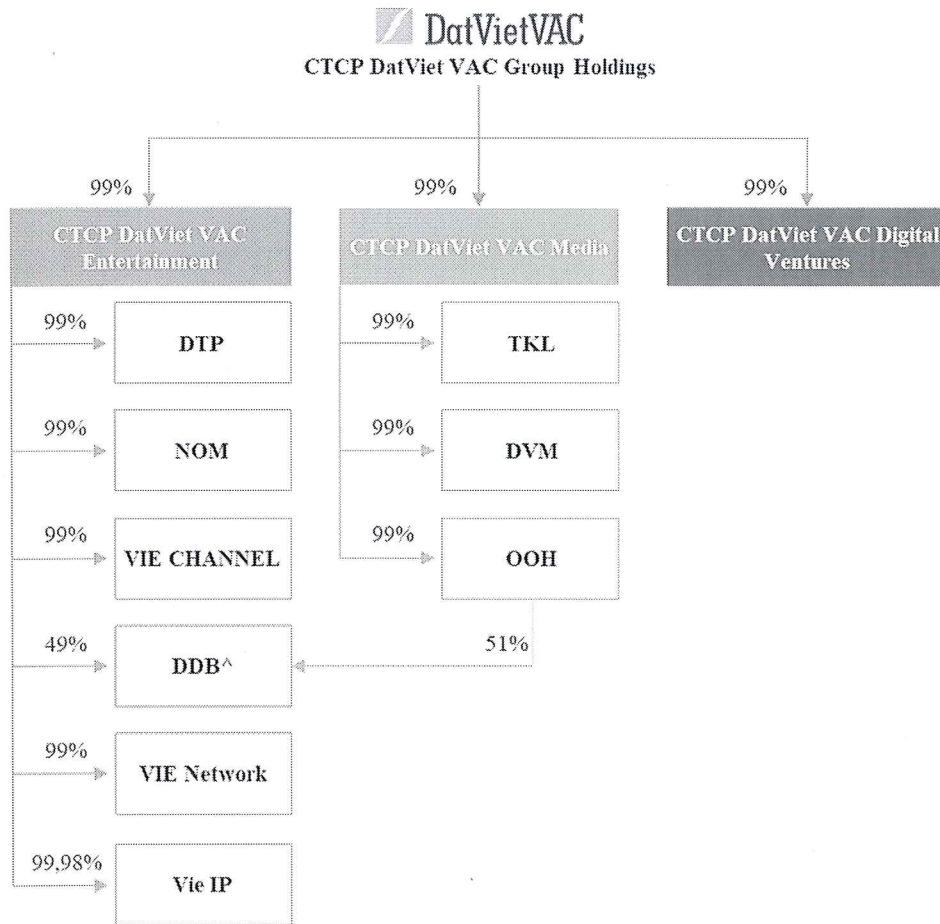 DatVietVAC
CTCP DatViet VAC Group Holdings
99%
99%
99%
CTCP DatViet VAC
Entertainment
CTCP DatViet VAC Media
CTCP DatViet VAC Digital
Ventures
99%
DTP
99%
TKL
99%
NOM
99%
DVM
99%
VIE CHANNEL
99%
OOH
49%
DDB^
51%
99%
VIE Network
99,98%
Vie IP